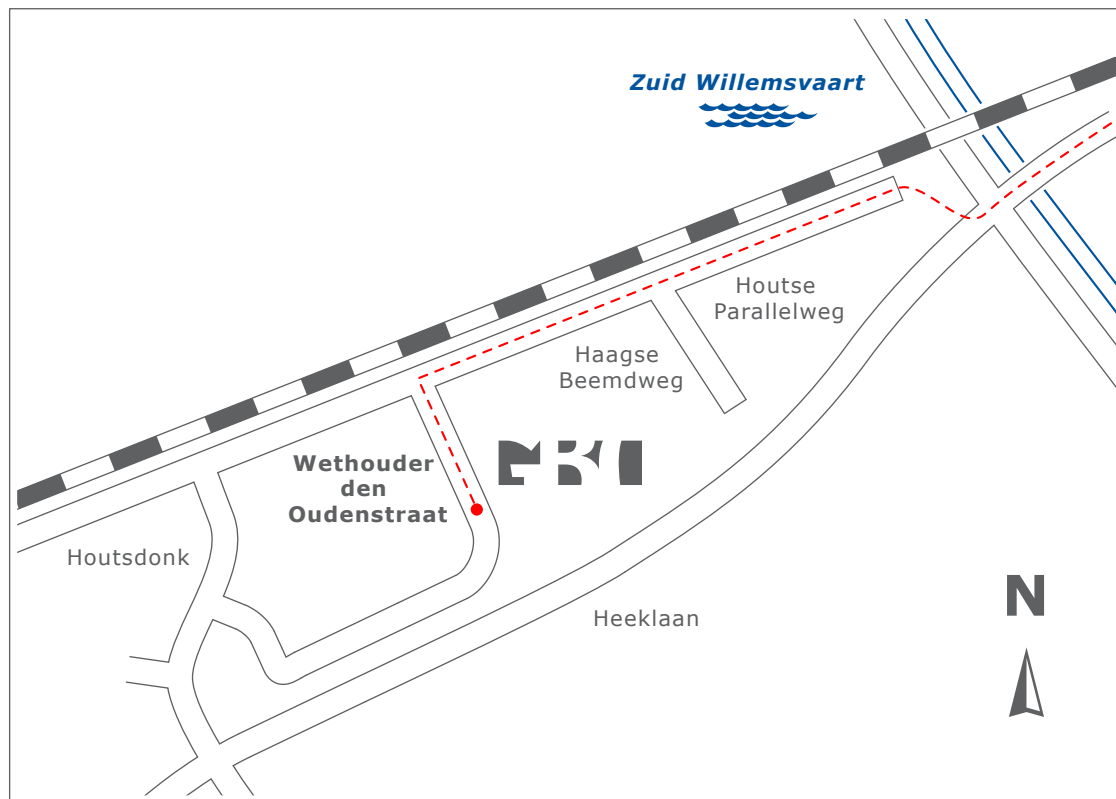 Zuid Willemsvaart
Houtse
Parallelweg
Haagse
Beemdweg
Wethouder
den
Oudenstraat
Houtsdonk
Heeklaan
N